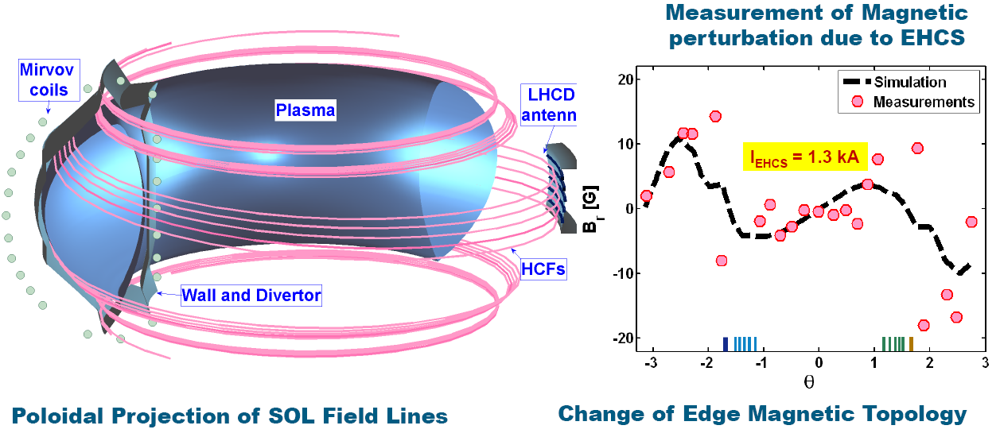 Measurement of Magnetic
perturbation due to EHCS
Mirvov
coils
Plasma
LHCD
antenn
HCFs
Wall and Divertor
Poloidal Projection of SOL Field Lines
20
10
0
-10
-20
B_r [G]
Simulation
Measurements
I_EHCS = 1.3 kA
-3 -2 -1 0 1 2 3
θ
Change of Edge Magnetic Topology